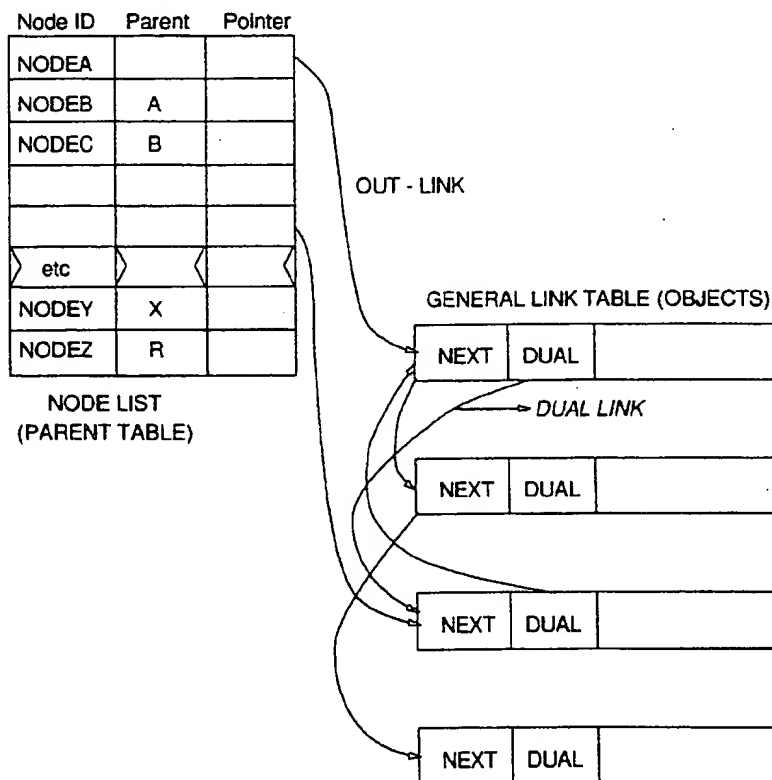 Node ID Parent Pointer
NODEA
NODEB A
NODEC B
etc
NODEY X
NODEZ R
NODE LIST
(PARENT TABLE)
OUT - LINK
GENERAL LINK TABLE (OBJECTS)
NEXT DUAL
DUAL LINK
NEXT DUAL
NEXT DUAL
NEXT DUAL